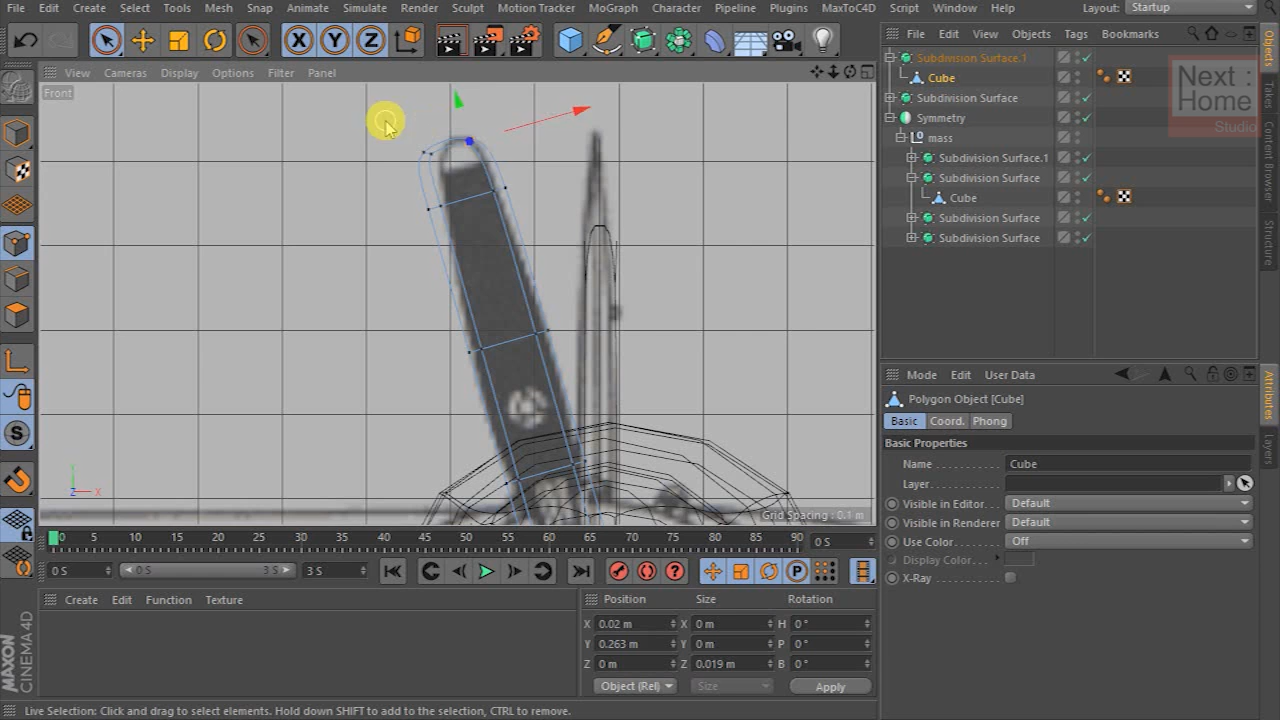 File Edit Create Select Tools Mesh Snap Animate Simulate Render Sculpt Motion Tracker MoGraph Character Pipeline Plugins MaxToC4D Script Window Help Layout: Startup
View Cameras Display Options Filter Panel
Front
Grid Spacing : 0.1 m
File Edit View Objects Tags Bookmarks
Subdivision Surface.1
Cube
Subdivision Surface
Symmetry
mass
Subdivision Surface.1
Subdivision Surface
Cube
Subdivision Surface
Subdivision Surface
Next :
Home
Studio
Objects
Takes
Content Browser
Structure
Mode Edit User Data
Polygon Object [Cube]
Basic Coord. Phong
Basic Properties
Name Cube
Layer
Visible in Editor Default
Visible in Renderer Default
Use Color Off
Display Color
X-Ray
Attributes
Layers
0 5 10 15 20 25 30 35 40 45 50 55 60 65 70 75 80 85 90 0 S
0 S 0 S 3 S 3 S
Create Edit Function Texture
Position Size Rotation
X 0.02 m X 0 m H 0 °
Y 0.263 m Y 0 m P 0 °
Z 0 m Z 0.019 m B 0 °
Object (Rel) Size Apply
MAXON
CINEMA 4D
Live Selection: Click and drag to select elements. Hold down SHIFT to add to the selection, CTRL to remove.